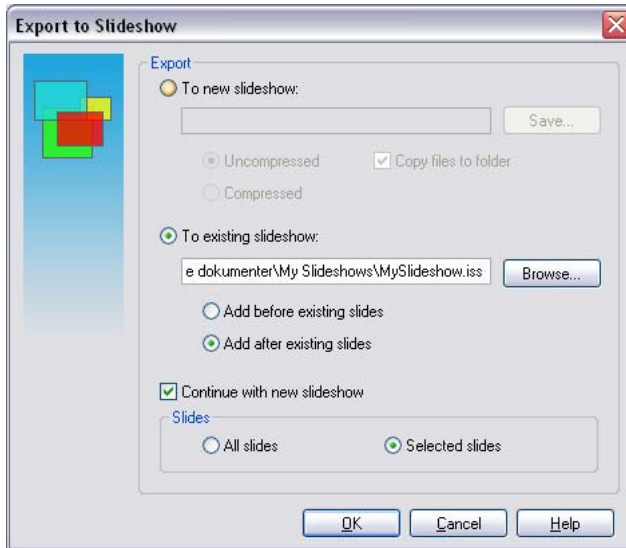 Export to Slideshow
Export
To new slideshow:
Save...
Uncompressed Copy files to folder
Compressed
To existing slideshow:
e dokumenter\My Slideshows\MySlideshow.iss Browse...
Add before existing slides
Add after existing slides
Continue with new slideshow
Slides
All slides Selected slides
OK Cancel Help